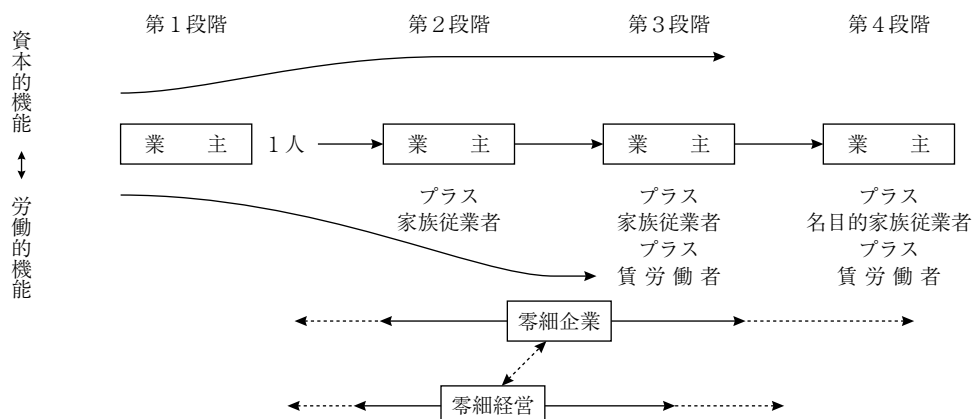 第1段階 第2段階 第3段階 第4段階
資本的機能
労働的機能
業 主 1人 業 主 業 主 業 主
プラス プラス プラス
家族従業者 家族従業者 名目的家族従業者
プラス プラス
賃労働者 賃労働者
零細企業
零細経営